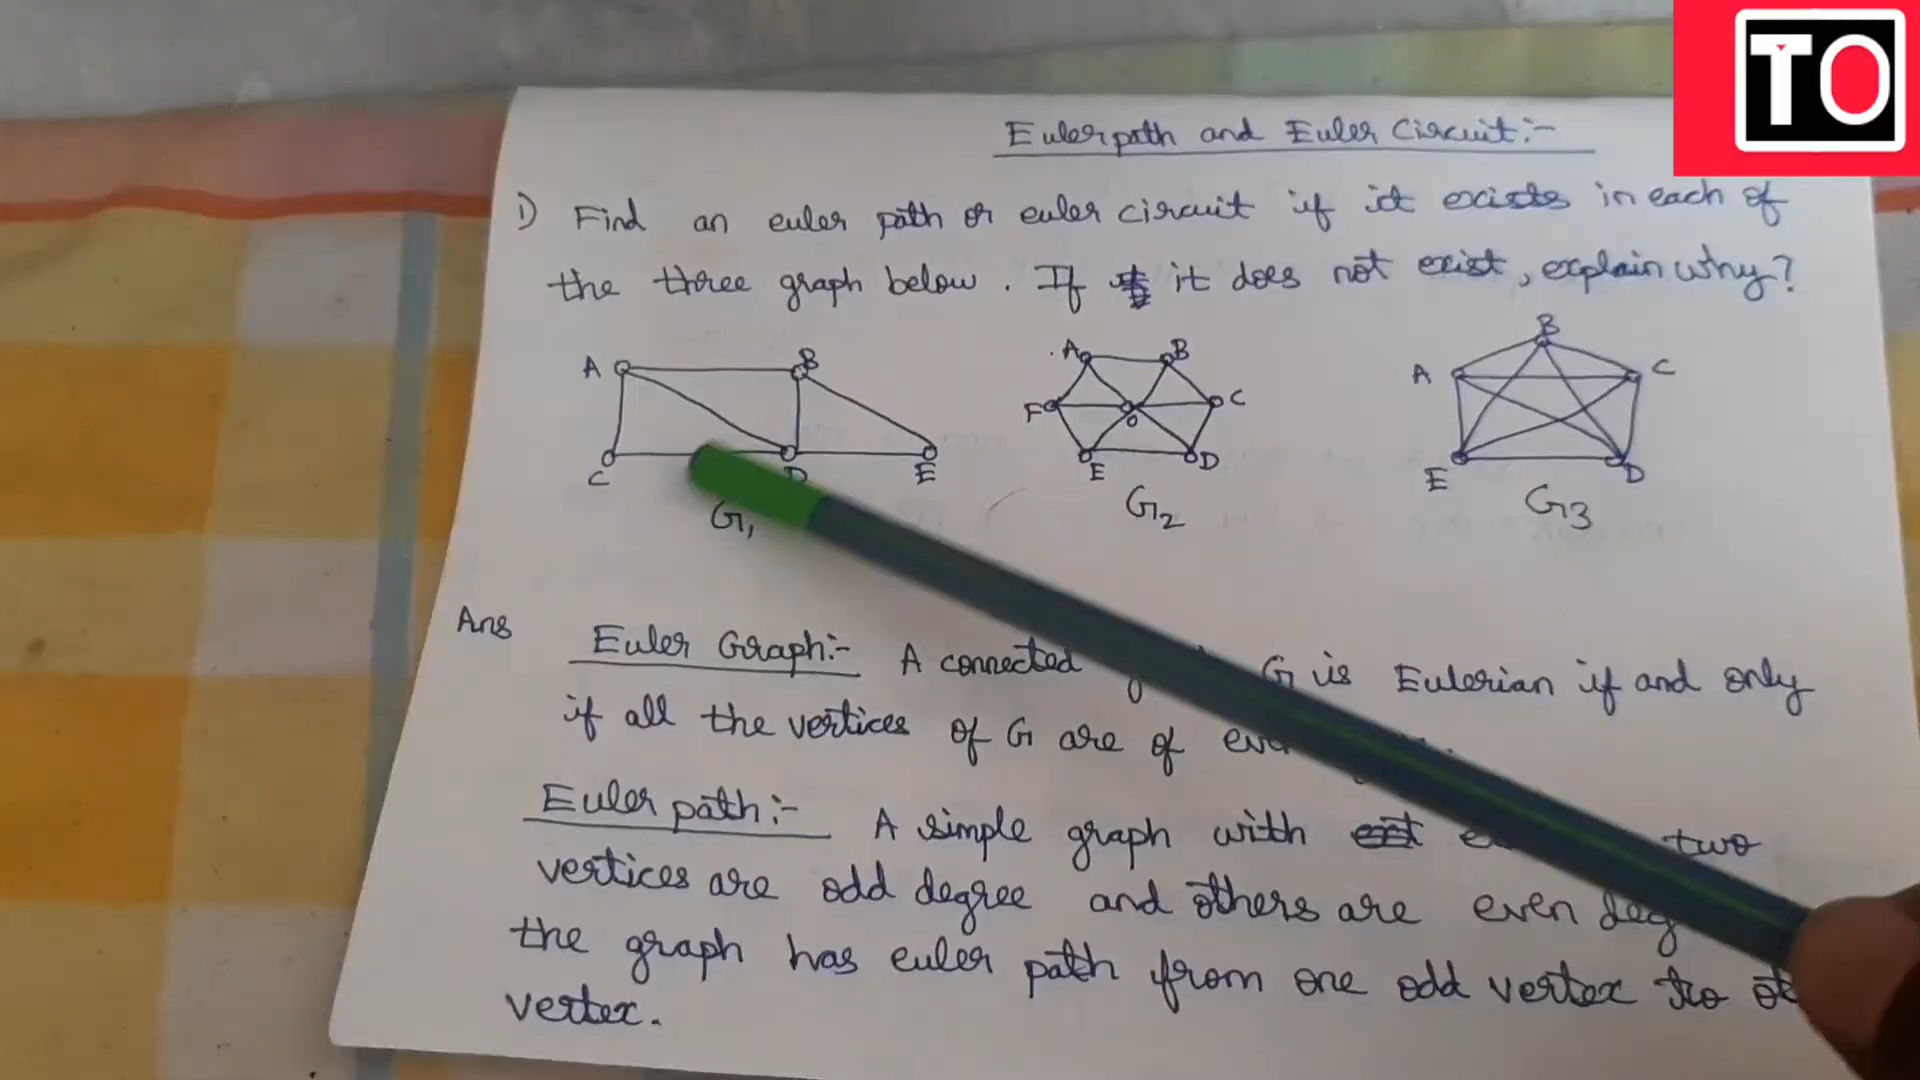 TO
Euler path and Euler Circuit:-
1) Find an euler path or euler circuit if it exists in each of
the three graph below. If it does not exist, explain why?
A B C D E
G1
A B C D E F O
G2
A B C D E
G3
Ans Euler Graph:- A connected G is Eulerian if and only
if all the vertices of G are of
Euler path:- A simple graph with two
vertices are odd degree and others are even
the graph has euler path from one odd vertex to
vertex.